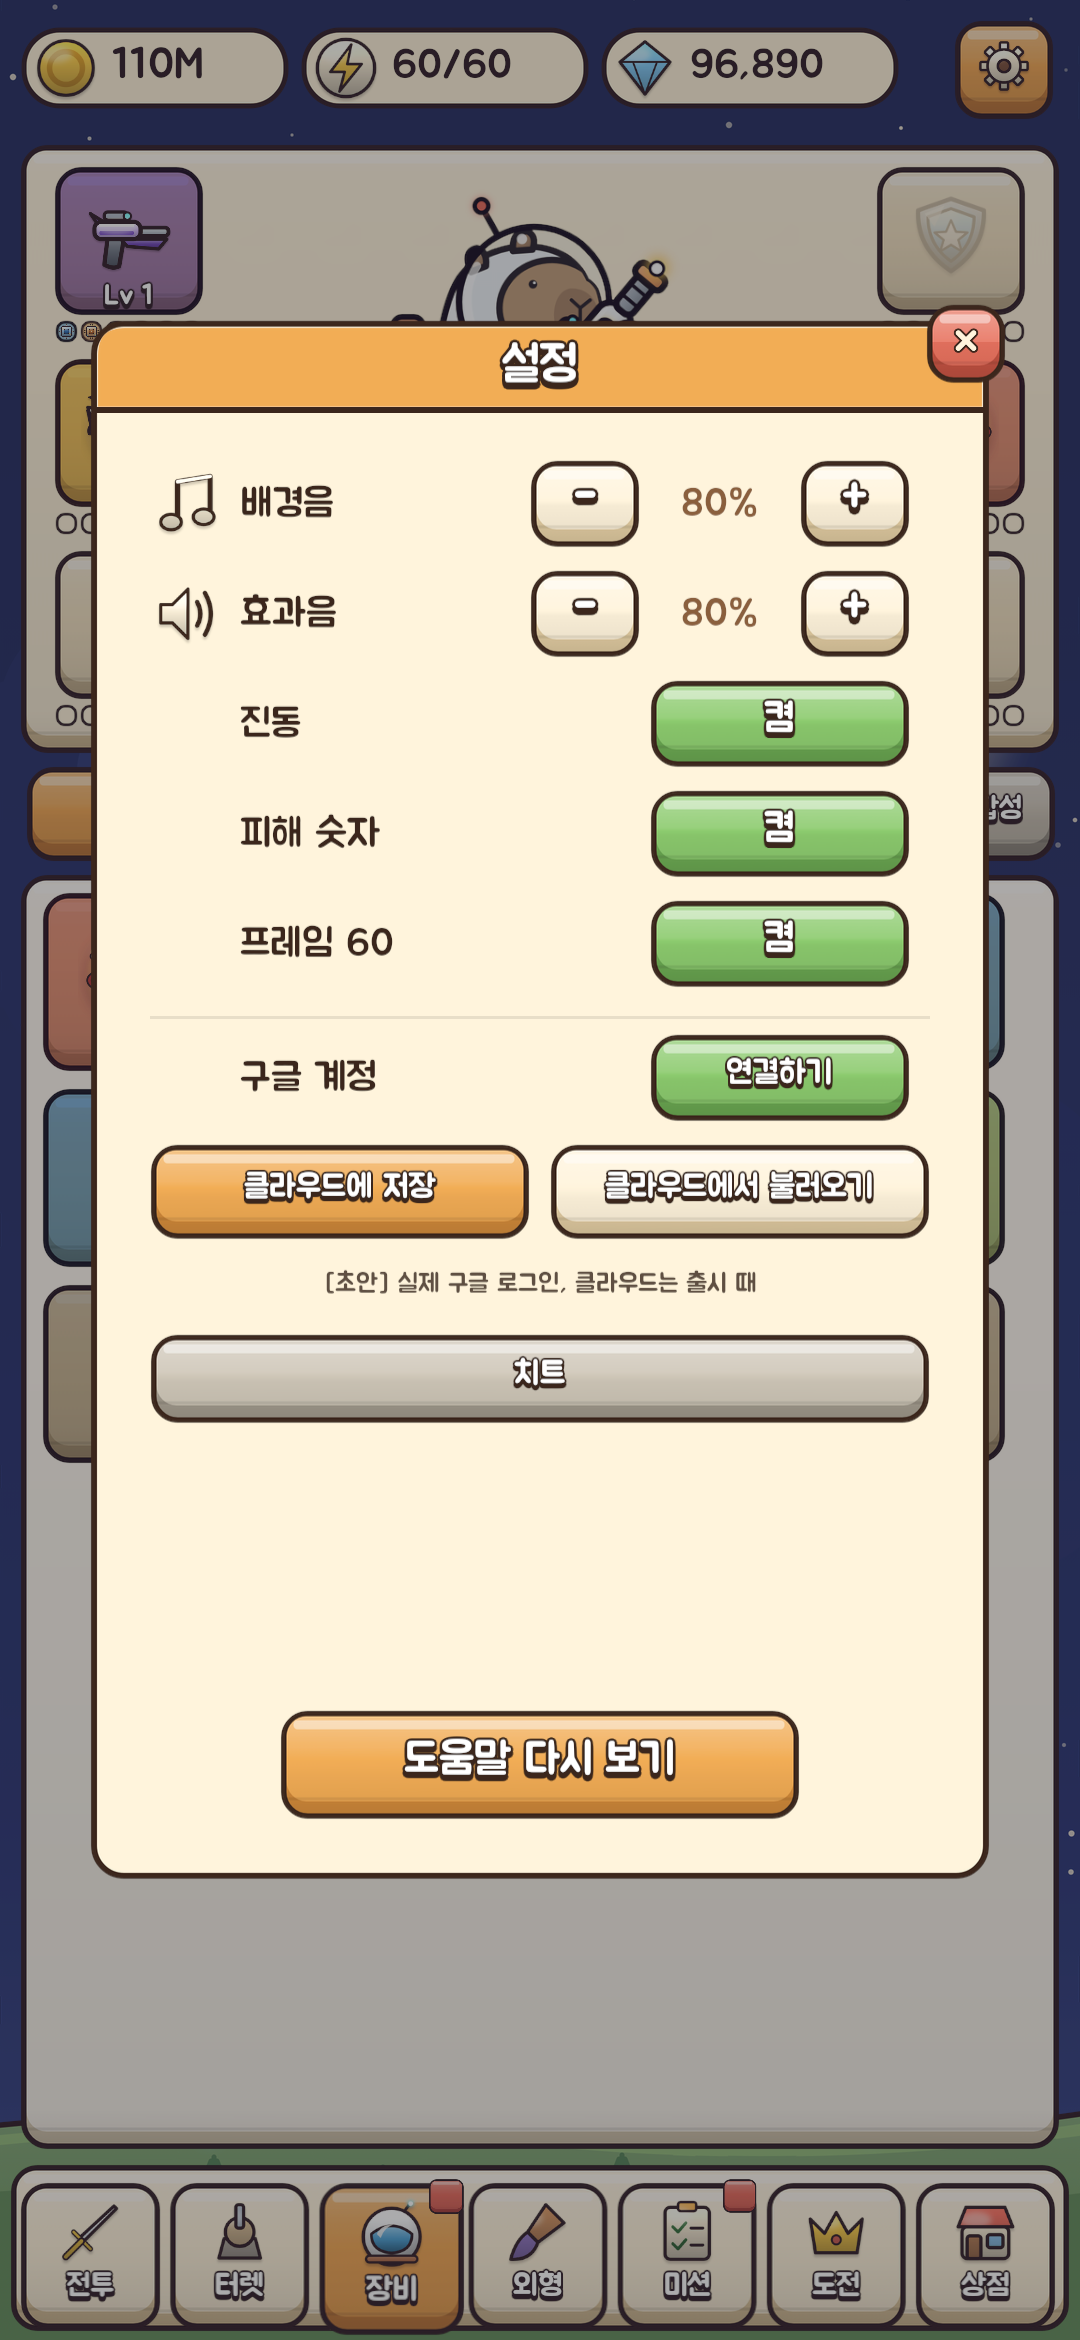 110M
60/60
96,890
Lv 1
설정
배경음
- 80% +
효과음
- 80% +
진동
켬
피해 숫자
켬
프레임 60
켬
구글 계정
연결하기
클라우드에 저장
클라우드에서 불러오기
[초안] 실제 구글 로그인, 클라우드는 출시 때
치트
도움말 다시 보기
전투
터렛
장비
외형
미션
도전
상점